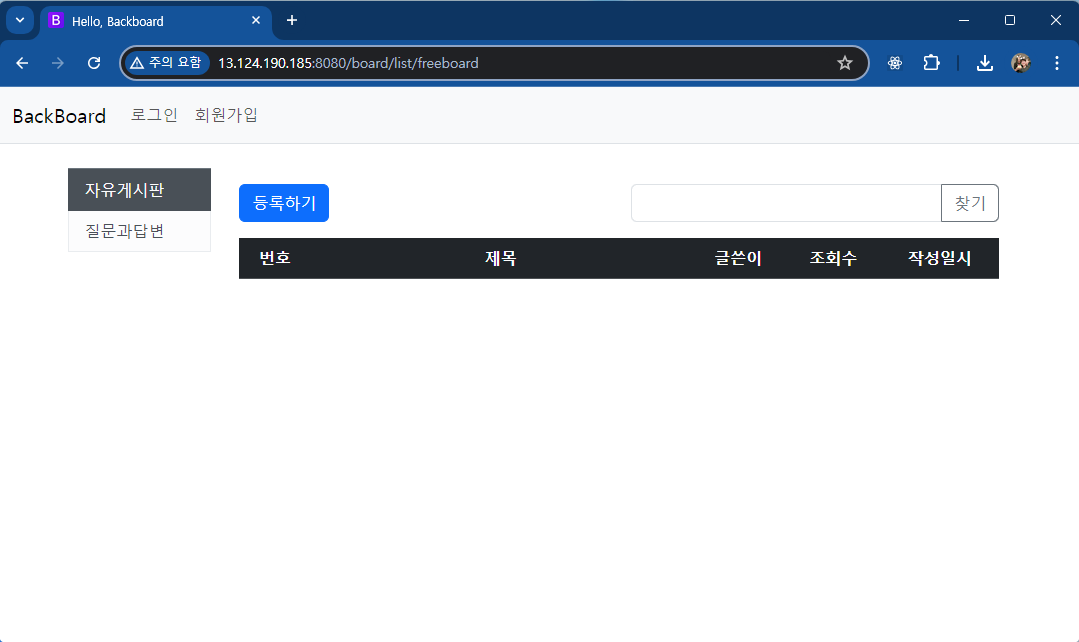 B Hello, Backboard
주의 요함 13.124.190.185:8080/board/list/freeboard
BackBoard 로그인 회원가입
자유게시판
질문과답변
등록하기 찾기
번호 제목 글쓴이 조회수 작성일시